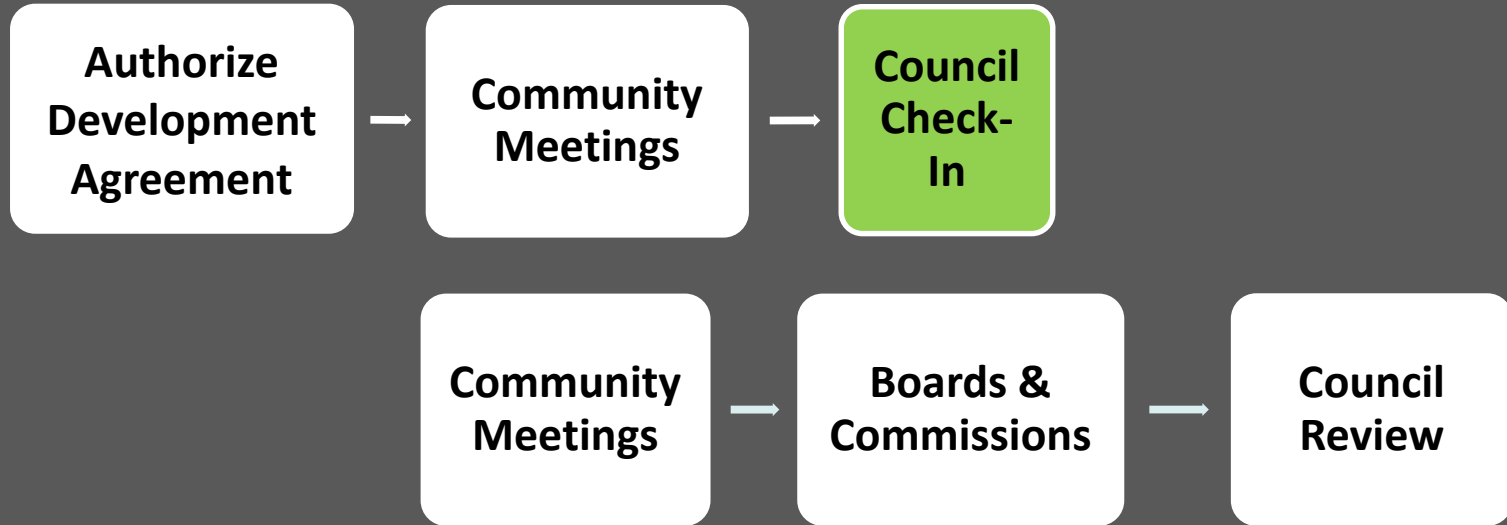 Authorize
Development
Agreement
Community
Meetings
Council
Check-
In
Community
Meetings
Boards &
Commissions
Council
Review